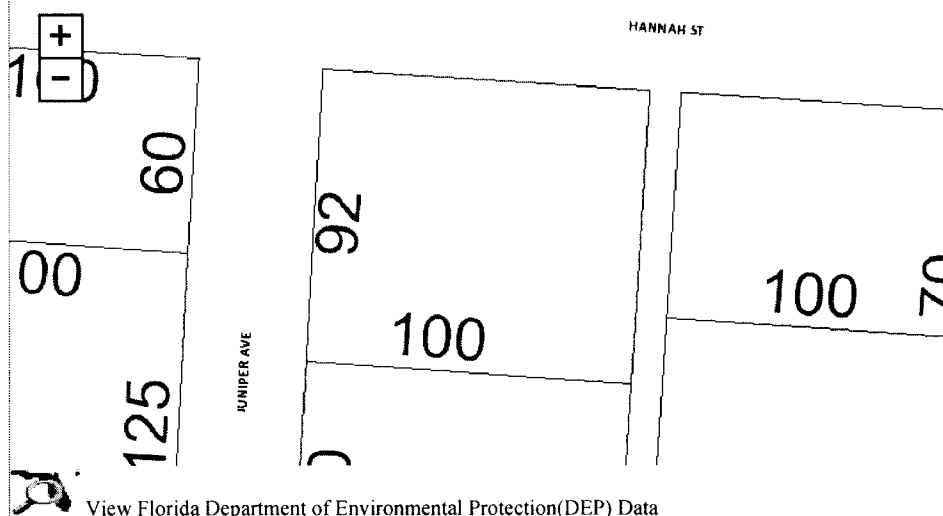 HANNAH ST
+
−
60
92
00
100
100
JUNIPER AVE
125
View Florida Department of Environmental Protection(DEP) Data